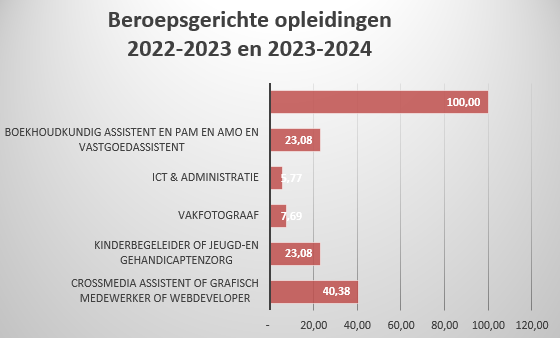 Beroepsgerichte opleidingen
2022-2023 en 2023-2024
100,00
BOEKHOUDKUNDIG ASSISTENT EN PAM EN AMO EN
VASTGOEDASSISTENT
23,08
ICT & ADMINISTRATIE
5,77
VAKFOTOGRAAF
7,69
KINDERBEGELEIDER OF JEUGD-EN
GEHANDICAPTENZORG
23,08
CROSSMEDIA ASSISTENT OF GRAFISCH
MEDEWERKER OF WEBDEVELOPER
40,38
- 20,00 40,00 60,00 80,00 100,00 120,00